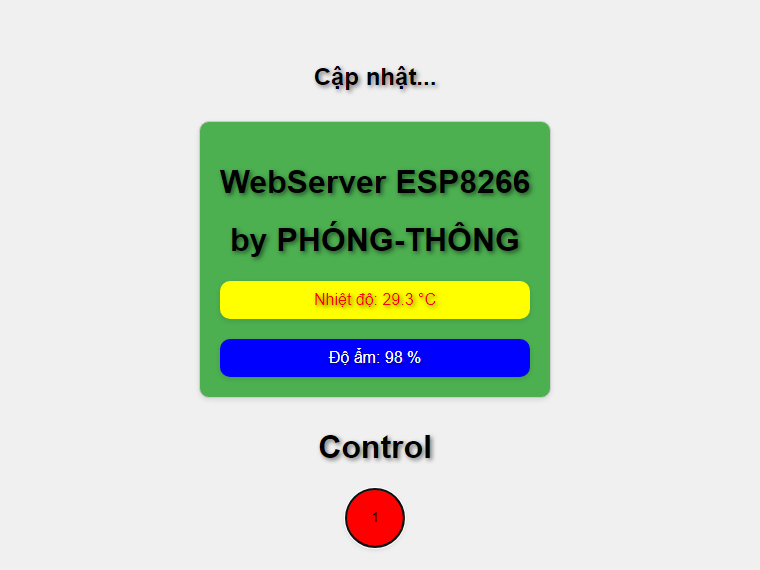 Cập nhật...
WebServer ESP8266
by PHÓNG-THÔNG
Nhiệt độ: 29.3 °C
Độ ẩm: 98 %
Control
1